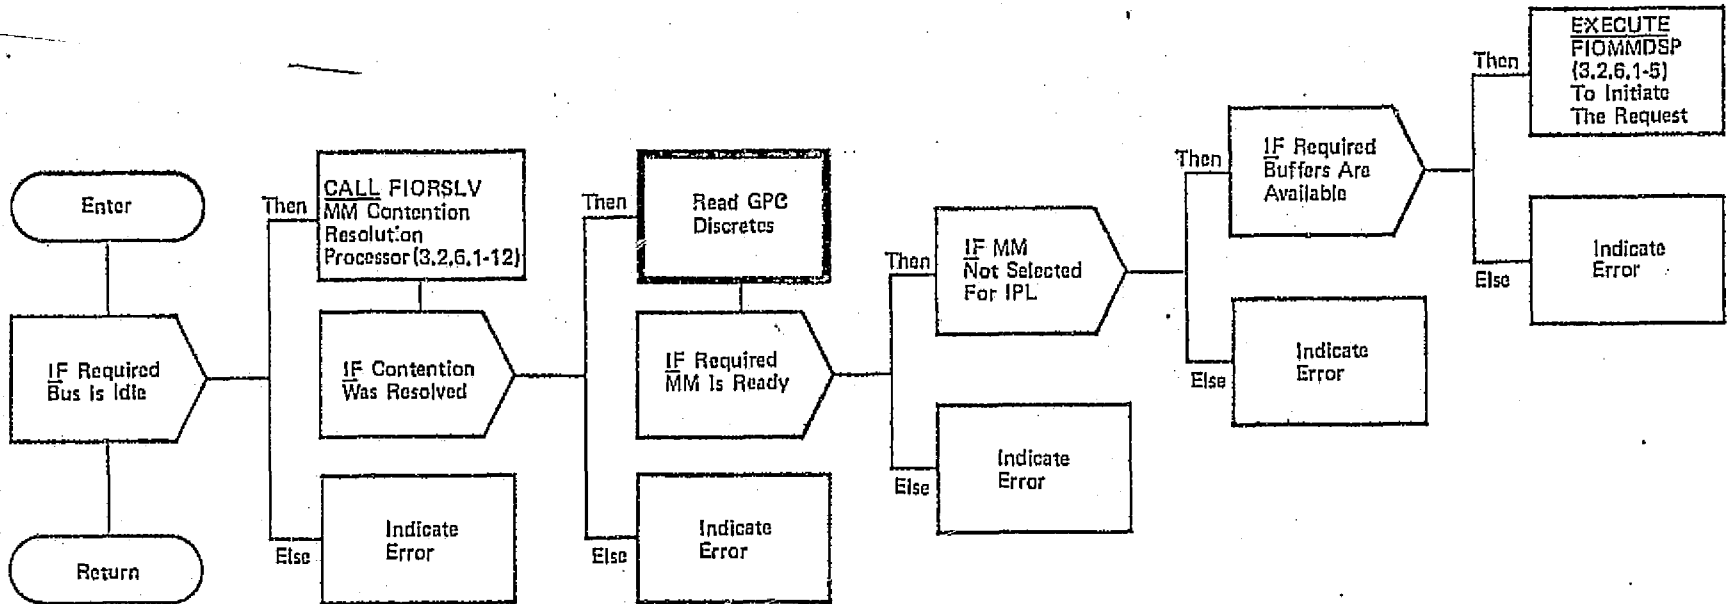 Enter
IF Required
Bus is Idle
Return
Then
CALL FIORSLV
MM Contention
Resolution
Processor (3.2.6.1-12)
IF Contention
Was Resolved
Else
Indicate
Error
Then
Read GPC
Discretes
IF Required
MM Is Ready
Else
Indicate
Error
Then
IF MM
Not Selected
For IPL
Else
Indicate
Error
Then
IF Required
Buffers Are
Available
Else
Indicate
Error
Then
EXECUTE
FIOMMDSP
(3.2.6.1-5)
To Initiate
The Request
Else
Indicate
Error